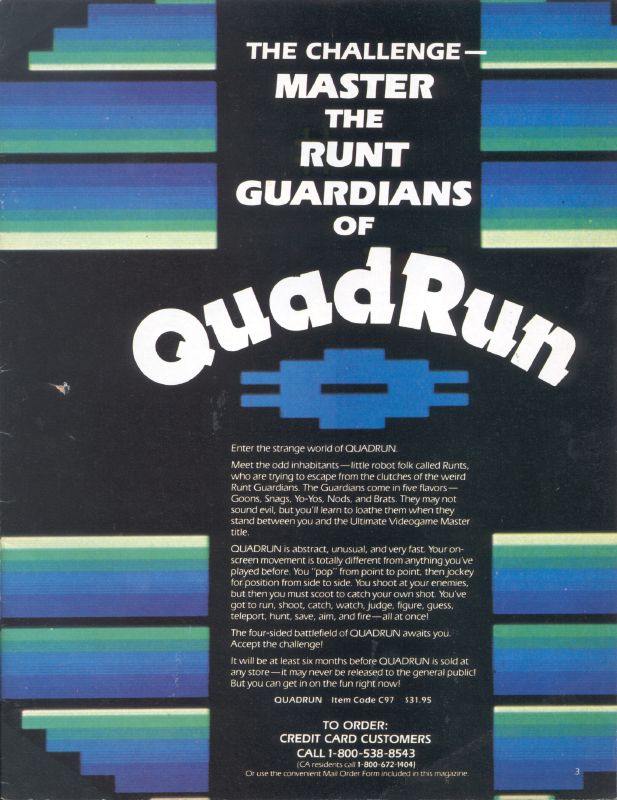 THE CHALLENGE—
MASTER
THE
RUNT
GUARDIANS
OF
QuadRun
Enter the strange world of QUADRUN.
Meet the odd inhabitants—little robot folk called Runts,
who are trying to escape from the clutches of the weird
Runt Guardians. The Guardians come in five flavors—
Goons, Snags, Yo-Yos, Nods, and Brats. They may not
sound evil, but you'll learn to loathe them when they
stand between you and the Ultimate Videogame Master
title.
QUADRUN is abstract, unusual, and very fast. Your on-
screen movement is totally different from anything you've
played before. You "pop" from point to point, then jockey
for position from side to side. You shoot at your enemies,
but then you must scoot to catch your own shot. You've
got to run, shoot, catch, watch, judge, figure, guess,
teleport, hunt, save, aim, and fire—all at once!
The four-sided battlefield of QUADRUN awaits you.
Accept the challenge!
It will be at least six months before QUADRUN is sold at
any store—it may never be released to the general public!
But you can get in on the fun right now!
QUADRUN Item Code C97 $31.95
TO ORDER:
CREDIT CARD CUSTOMERS
CALL 1-800-538-8543
(CA residents call 1-800-672-1404)
Or use the convenient Mail Order Form included in this magazine.
3